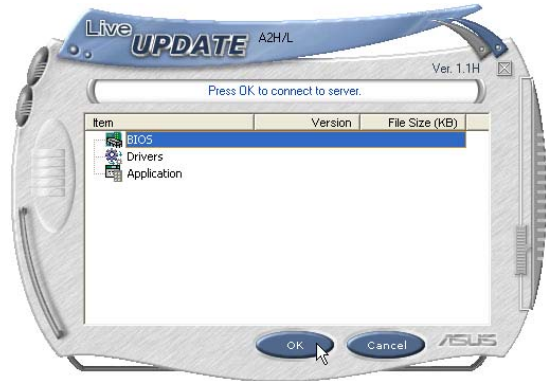 Live UPDATE A2H/L
Ver. 1.1H
Press OK to connect to server.
Item Version File Size (KB)
BIOS
Drivers
Application
OK Cancel ASUS